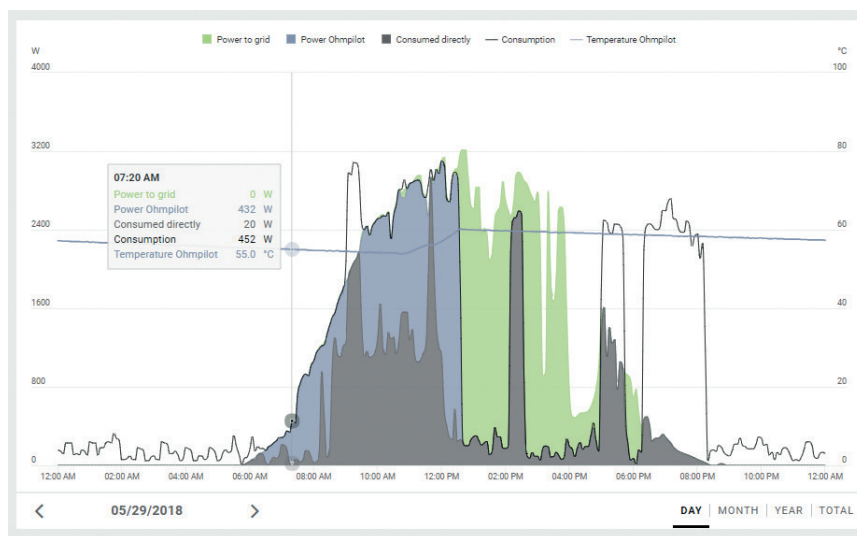 Power to grid Power Ohmpilot Consumed directly Consumption Temperature Ohmpilot
W °C
4000 100
3200 80
07:20 AM
Power to grid 0 W
Power Ohmpilot 432 W
Consumed directly 20 W
Consumption 452 W
Temperature Ohmpilot 55.0 °C
2400 60
1600 40
800 20
0 0
12:00 AM 02:00 AM 04:00 AM 06:00 AM 08:00 AM 10:00 AM 12:00 PM 02:00 PM 04:00 PM 06:00 PM 08:00 PM 10:00 PM 12:00 AM
05/29/2018 DAY | MONTH | YEAR | TOTAL